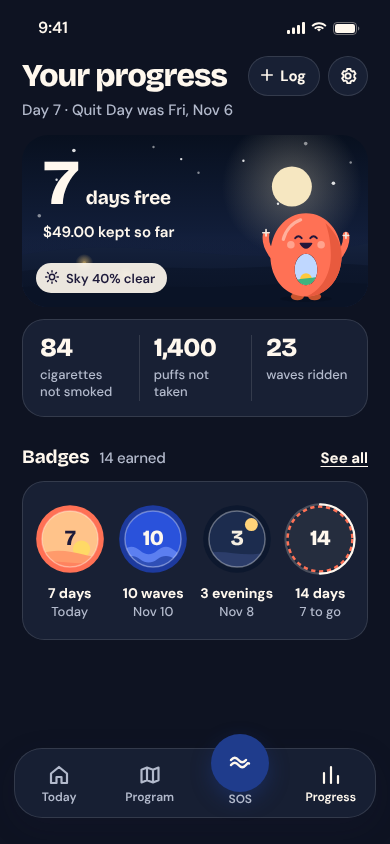 9:41
Your progress
+ Log
Day 7 · Quit Day was Fri, Nov 6
7 days free
$49.00 kept so far
Sky 40% clear
84
cigarettes
not smoked
1,400
puffs not
taken
23
waves ridden
Badges 14 earned
See all
7
10
3
14
7 days
10 waves
3 evenings
14 days
Today
Nov 10
Nov 8
7 to go
Today
Program
SOS
Progress